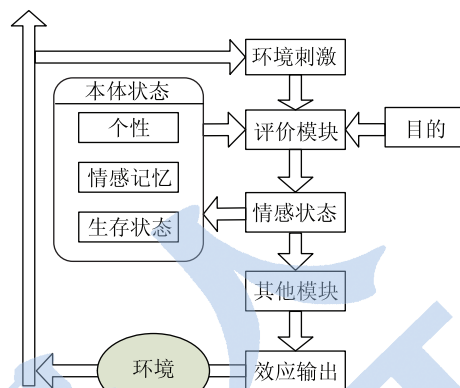 环境刺激
本体状态
个性
评价模块
目的
情感记忆
情感状态
生存状态
其他模块
环境
效应输出